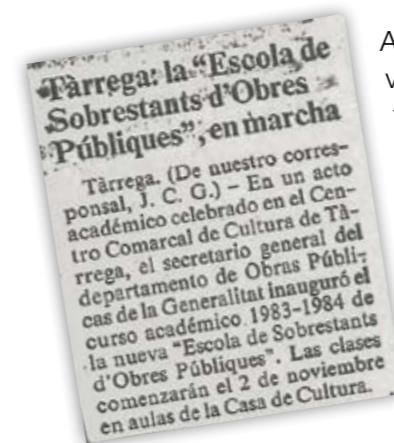 Tàrrega: la “Escola de
Sobrestants d’Obres
Públiques”, en marcha
Tàrrega. (De nuestro corres-
ponsal, J. C. G.) – En un acto
académico celebrado en el Cen-
tro Comarcal de Cultura de Tà-
rrega, el secretario general del
departamento de Obras Públi-
cas de la Generalitat inauguró el
curso académico 1983-1984 de
la nueva “Escola de Sobrestants
d’Obres Públiques”. Las clases
comenzarán el 2 de noviembre
en aulas de la Casa de Cultura.
A